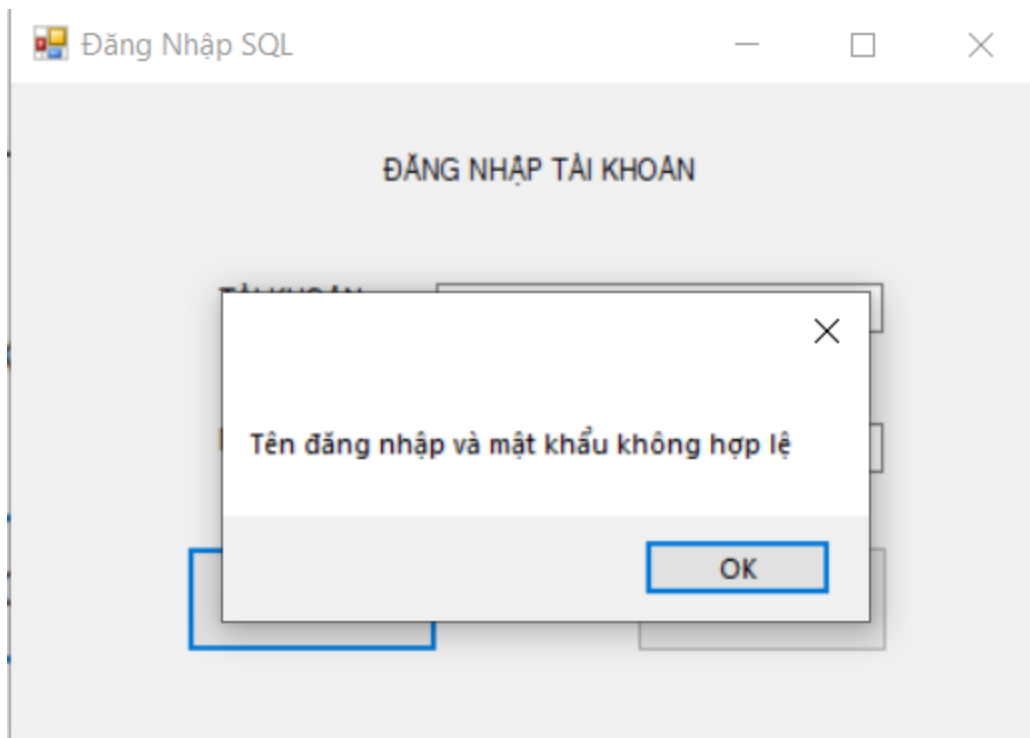 Đăng Nhập SQL
ĐĂNG NHẬP TÀI KHOẢN
Tên đăng nhập và mật khẩu không hợp lệ
OK